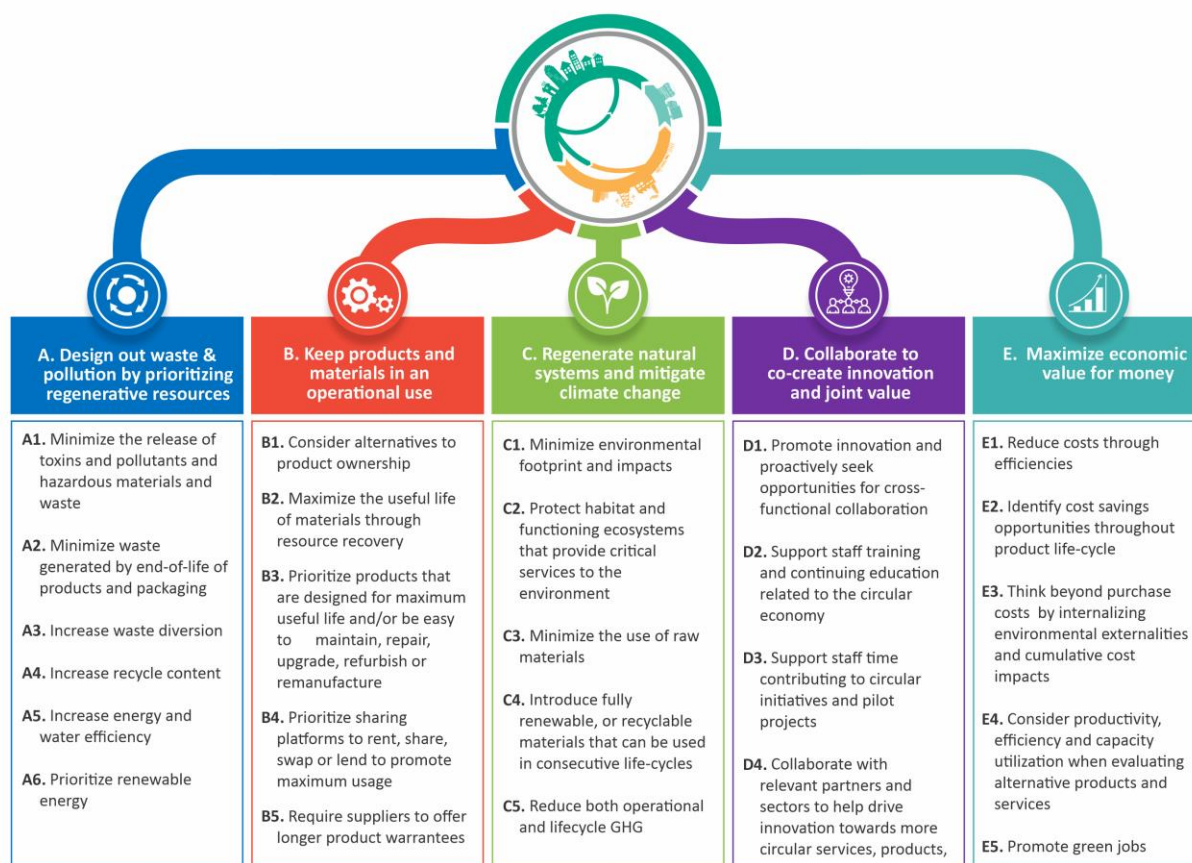 A. Design out waste &
pollution by prioritizing
regenerative resources
A1. Minimize the release of
toxins and pollutants and
hazardous materials and
waste
A2. Minimize waste
generated by end-of-life of
products and packaging
A3. Increase waste diversion
A4. Increase recycle content
A5. Increase energy and
water efficiency
A6. Prioritize renewable
energy
B. Keep products and
materials in an
operational use
B1. Consider alternatives to
product ownership
B2. Maximize the useful life
of materials through
resource recovery
B3. Prioritize products that
are designed for maximum
useful life and/or be easy
to maintain, repair,
upgrade, refurbish or
remanufacture
B4. Prioritize sharing
platforms to rent, share,
swap or lend to promote
maximum usage
B5. Require suppliers to offer
longer product warrantees
C. Regenerate natural
systems and mitigate
climate change
C1. Minimize environmental
footprint and impacts
C2. Protect habitat and
functioning ecosystems
that provide critical
services to the
environment
C3. Minimize the use of raw
materials
C4. Introduce fully
renewable, or recyclable
materials that can be used
in consecutive life-cycles
C5. Reduce both operational
and lifecycle GHG
D. Collaborate to
co-create innovation
and joint value
D1. Promote innovation and
proactively seek
opportunities for cross-
functional collaboration
D2. Support staff training
and continuing education
related to the circular
economy
D3. Support staff time
contributing to circular
initiatives and pilot
projects
D4. Collaborate with
relevant partners and
sectors to help drive
innovation towards more
circular services, products,
E. Maximize economic
value for money
E1. Reduce costs through
efficiencies
E2. Identify cost savings
opportunities throughout
product life-cycle
E3. Think beyond purchase
costs by internalizing
environmental externalities
and cumulative cost
impacts
E4. Consider productivity,
efficiency and capacity
utilization when evaluating
alternative products and
services
E5. Promote green jobs